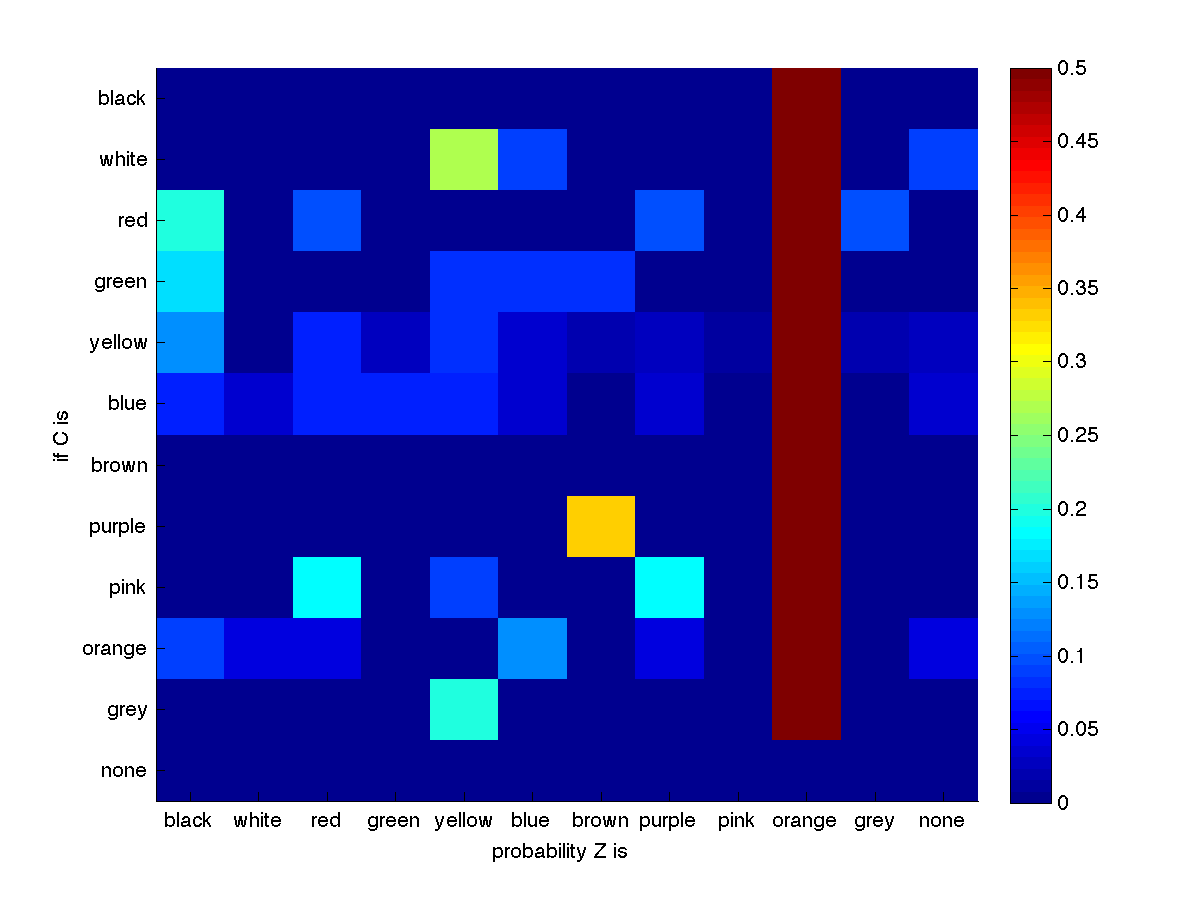 black
white
red
green
yellow
blue
brown
purple
pink
orange
grey
none
if C is
black white red green yellow blue brown purple pink orange grey none
probability Z is
0.5
0.45
0.4
0.35
0.3
0.25
0.2
0.15
0.1
0.05
0